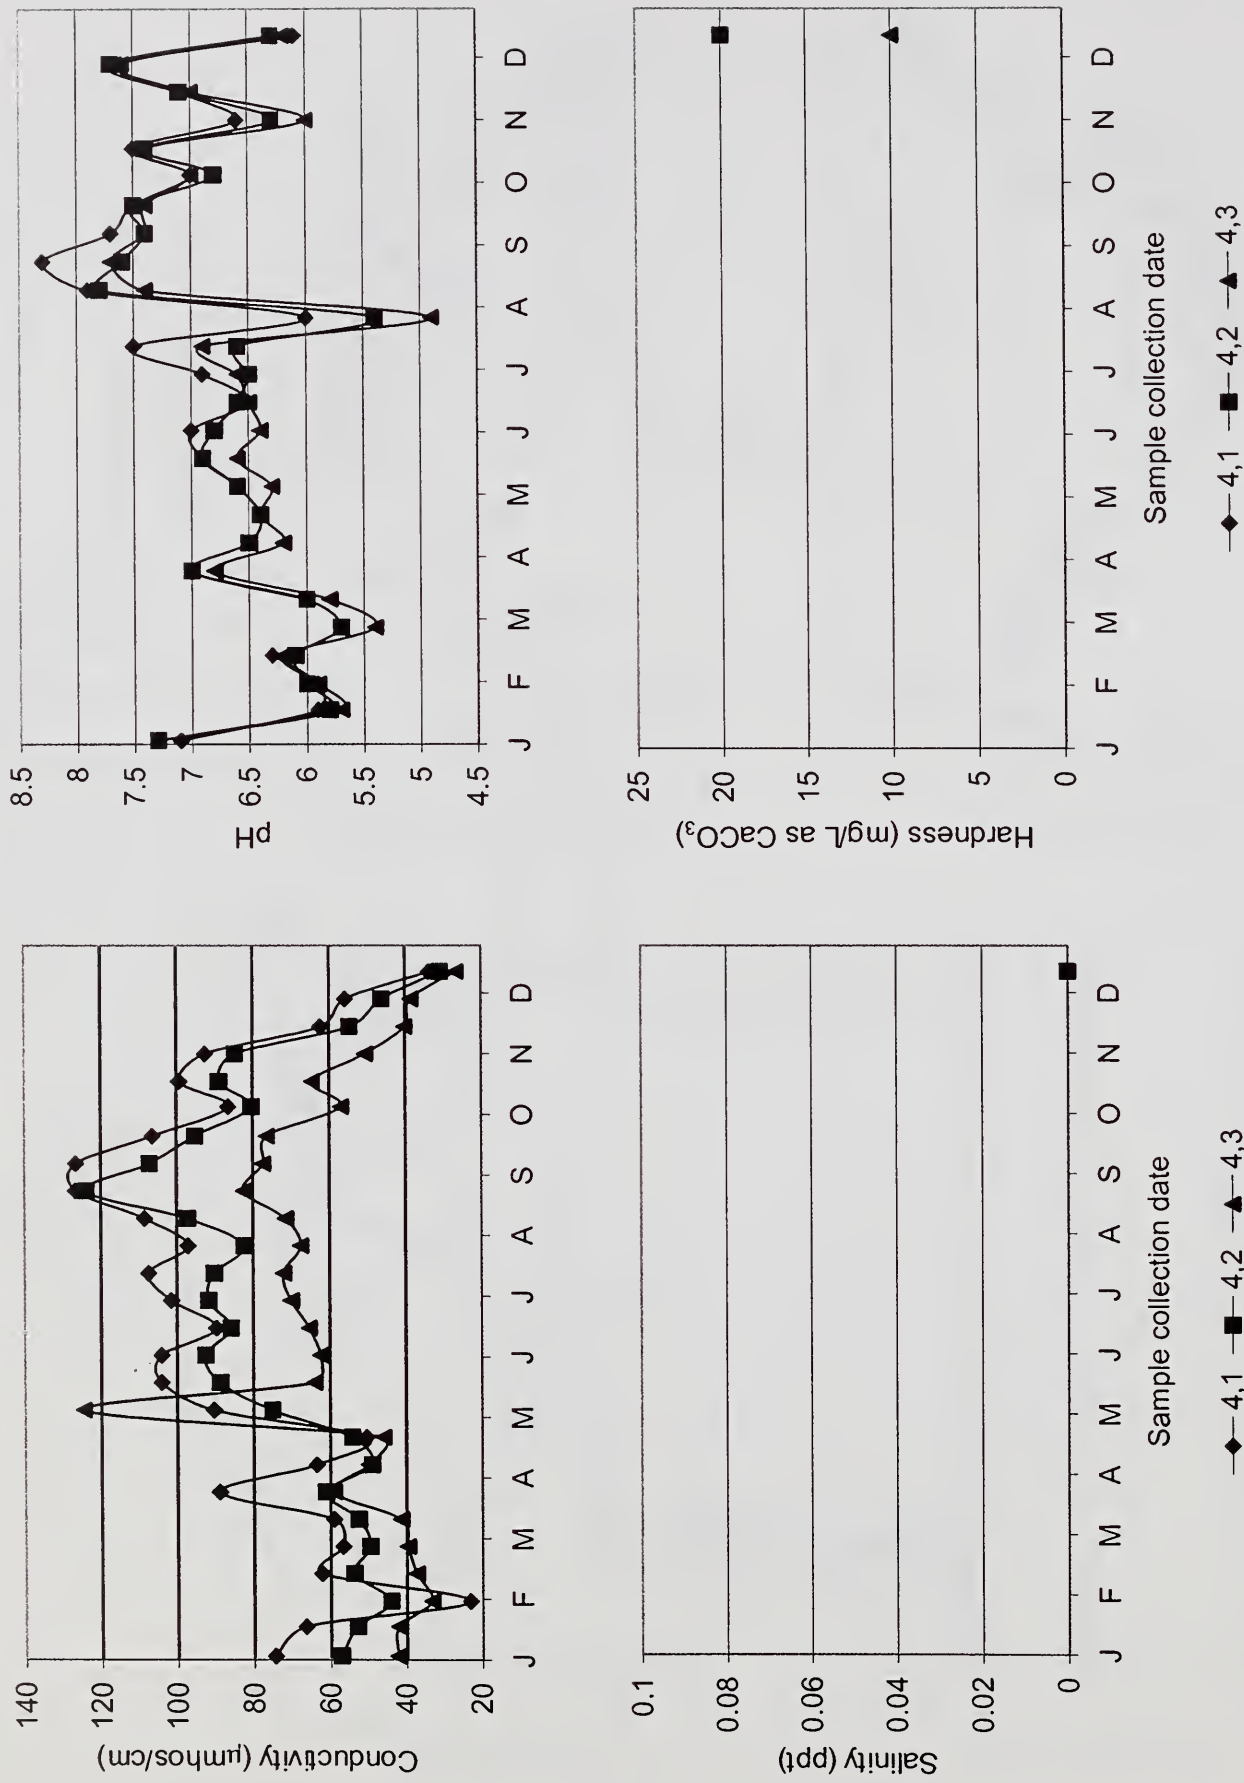 Conductivity (µmhos/cm)
140
120
100
80
60
40
20
J F M A M J J A S O N D
pH
8.5
8
7.5
7
6.5
6
5.5
5
4.5
J F M A M J J A S O N D
Salinity (ppt)
0.1
0.08
0.06
0.04
0.02
0
J F M A M J J A S O N D
Sample collection date
4,1 4,2 4,3
Hardness (mg/L as CaCO₃)
25
20
15
10
5
0
J F M A M J J A S O N D
Sample collection date
4,1 4,2 4,3